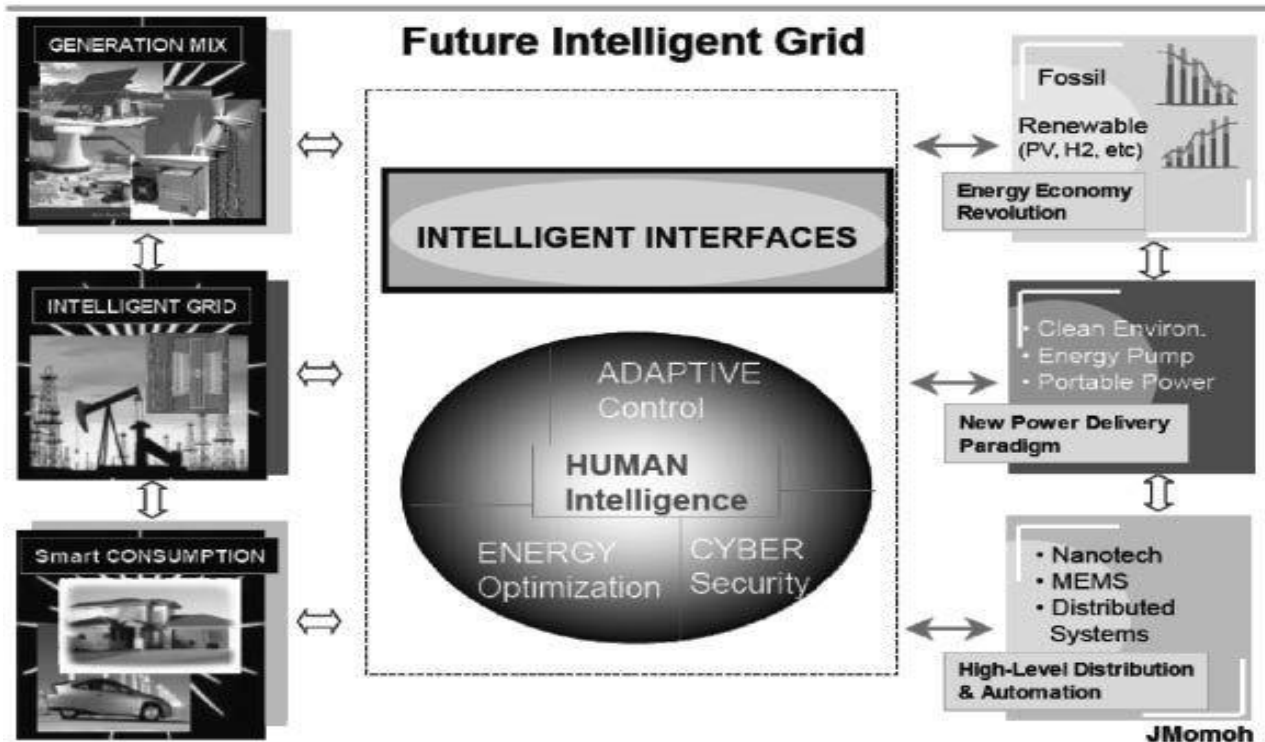 Future Intelligent Grid
GENERATION MIX
INTELLIGENT GRID
Smart CONSUMPTION
INTELLIGENT INTERFACES
ADAPTIVE
Control
HUMAN
Intelligence
ENERGY
Optimization
CYBER
Security
Fossil
Renewable
(PV, H2, etc)
Energy Economy
Revolution
• Clean Environ.
• Energy Pump
• Portable Power
New Power Delivery
Paradigm
• Nanotech
• MEMS
• Distributed
Systems
High-Level Distribution
& Automation
JMomoh